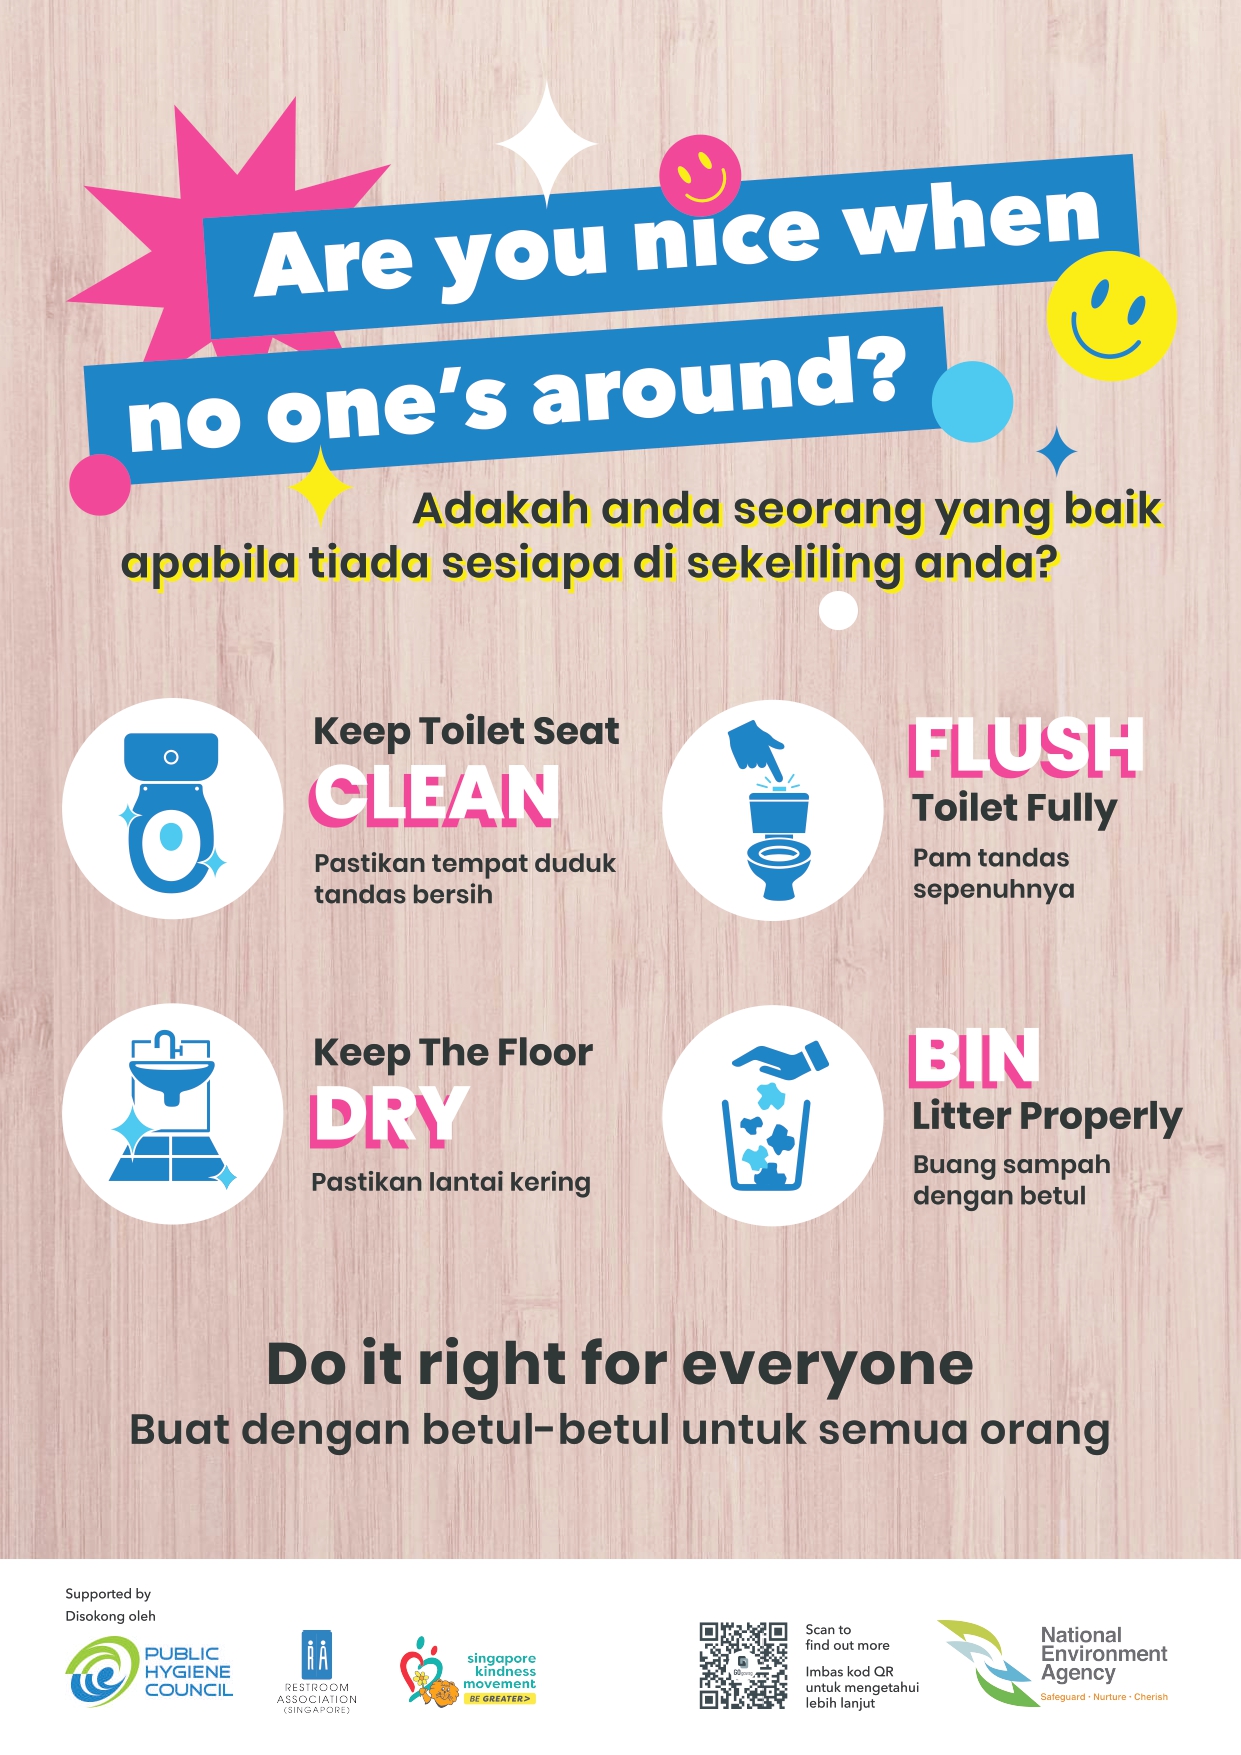 Are you nice when
no one's around?
Adakah anda seorang yang baik
apabila tiada sesiapa di sekeliling anda?
Keep Toilet Seat
CLEAN
Pastikan tempat duduk
tandas bersih
FLUSH
Toilet Fully
Pam tandas
sepenuhnya
Keep The Floor
DRY
Pastikan lantai kering
BIN
Litter Properly
Buang sampah
dengan betul
Do it right for everyone
Buat dengan betul-betul untuk semua orang
Supported by
Disokong oleh
PUBLIC
HYGIENE
COUNCIL
RA
RESTROOM
ASSOCIATION
(SINGAPORE)
singapore
kindness
movement
BE GREATER>
Scan to
find out more
Imbas kod QR
untuk mengetahui
lebih lanjut
National
Environment
Agency
Safeguard · Nurture · Cherish